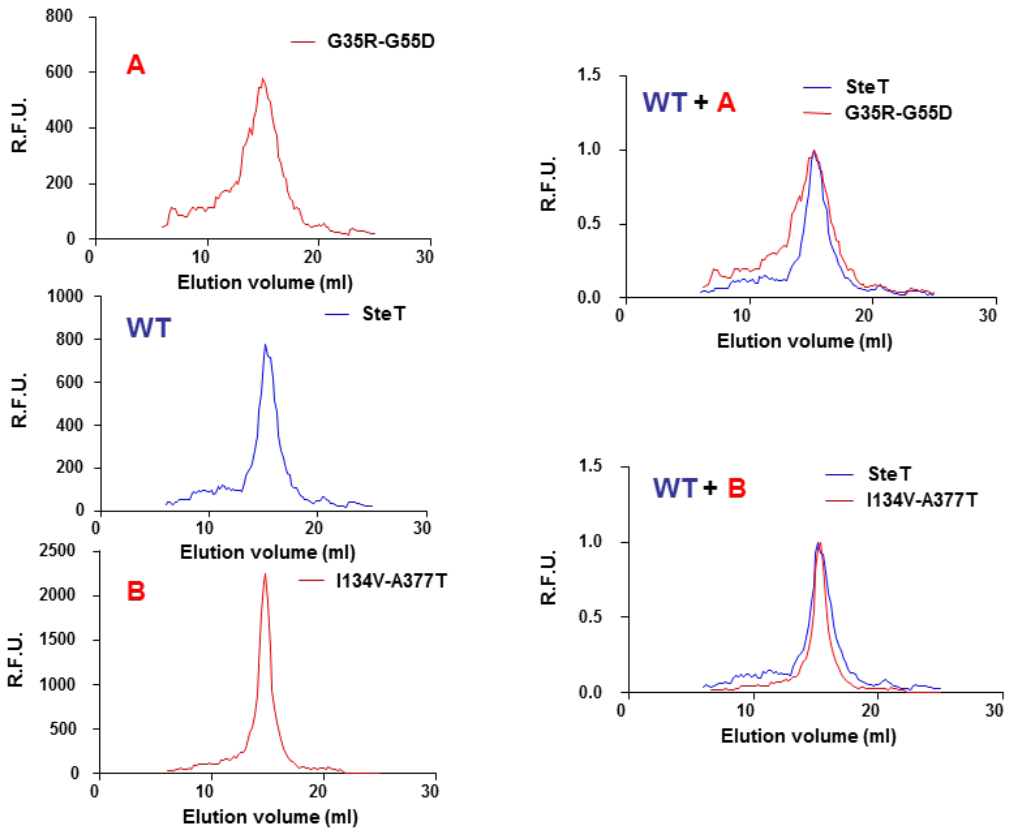 A
G35R-G55D
R.F.U.
800
600
400
200
0
0
10
20
30
Elution volume (ml)
WT
SteT
R.F.U.
1000
800
600
400
200
0
0
10
20
30
Elution volume (ml)
B
I134V-A377T
R.F.U.
2500
2000
1500
1000
500
0
0
10
20
30
Elution volume (ml)
WT + A
SteT
G35R-G55D
R.F.U.
1.5
1.0
0.5
0.0
0
10
20
30
Elution volume (ml)
WT + B
SteT
I134V-A377T
R.F.U.
1.5
1.0
0.5
0.0
0
10
20
30
Elution volume (ml)